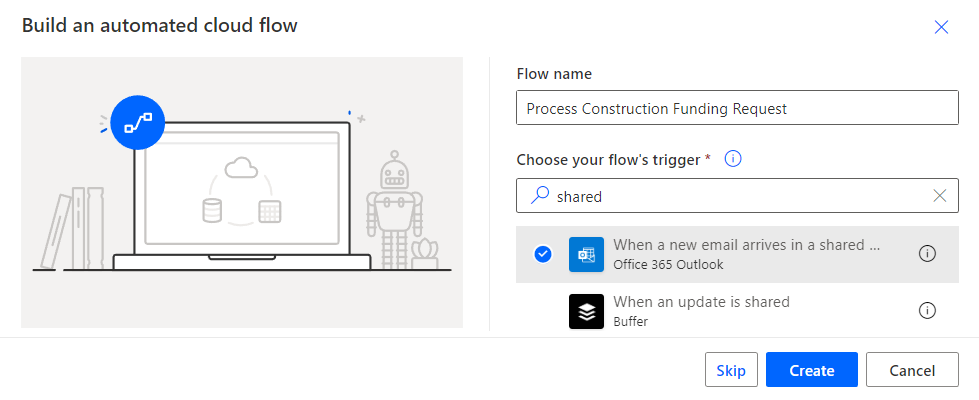 Build an automated cloud flow
Flow name
Process Construction Funding Request
Choose your flow's trigger *
shared
When a new email arrives in a shared ...
Office 365 Outlook
When an update is shared
Buffer
Skip
Create
Cancel